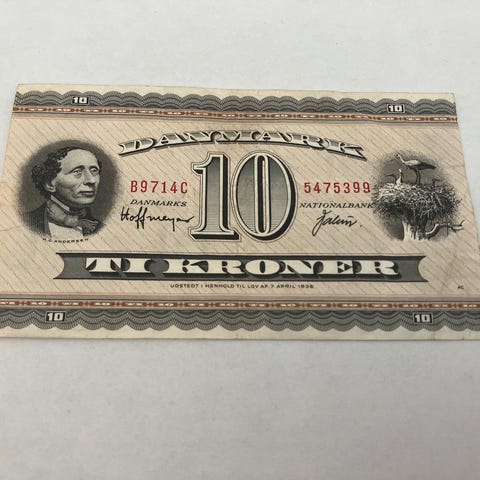 10 10
DANMARK
B9714C 10 5475399
DANMARKS NATIONALBANK
Hoffmeyer
H.C. ANDERSEN
TI KRONER
UDSTEDT I HENHOLD TIL LOV AF 7. APRIL 1936
10 10